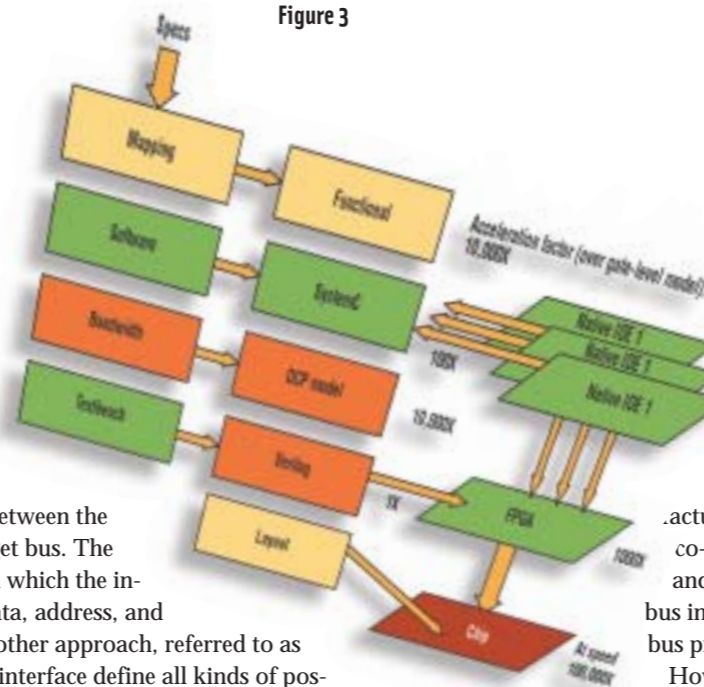 Figure 3
Specs
Mapping
Functional
Software
SystemC
Bandwidth
OCP model
Testbench
Verilog
Layout
Acceleration factor (over gate-level model)
10,000X
Native IDE 1
Native IDE 1
Native IDE 1
100X
10,000X
1X
FPGA
1000X
Chip
At speed
100,000X
etween the
et bus. The
which the in-
ta, address, and
other approach, referred to as
interface define all kinds of pos-
actu
co-
and
bus in
bus p
How